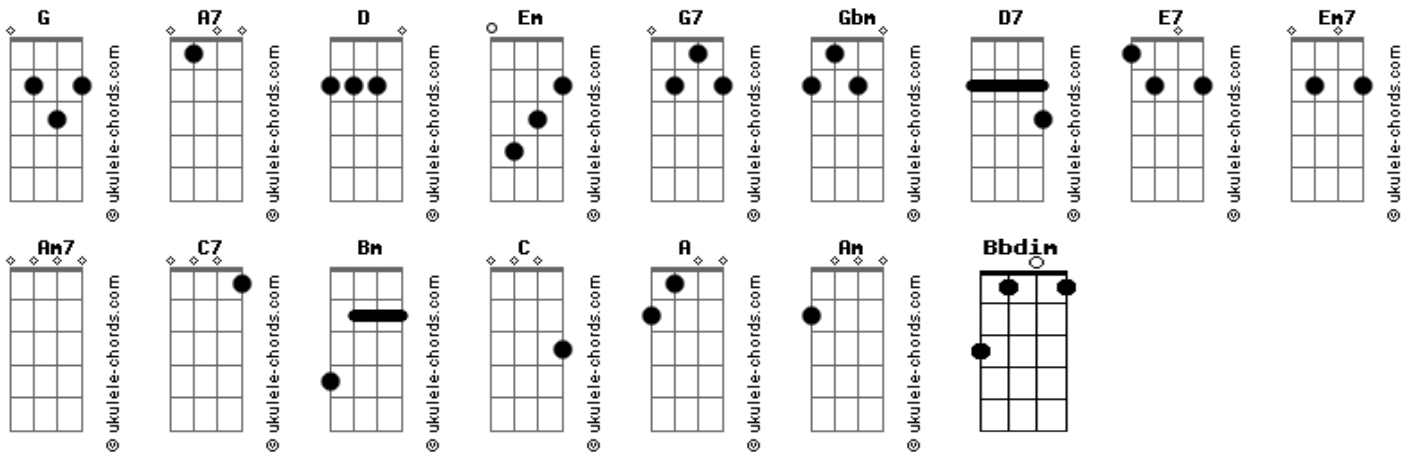 G A7 D Em G7 Gbm D7 E7 Em7
© ukulele-chords.com © ukulele-chords.com © ukulele-chords.com © ukulele-chords.com © ukulele-chords.com © ukulele-chords.com © ukulele-chords.com © ukulele-chords.com © ukulele-chords.com
Am7 C7 Bm C A Am Bbdim
© ukulele-chords.com © ukulele-chords.com © ukulele-chords.com © ukulele-chords.com © ukulele-chords.com © ukulele-chords.com